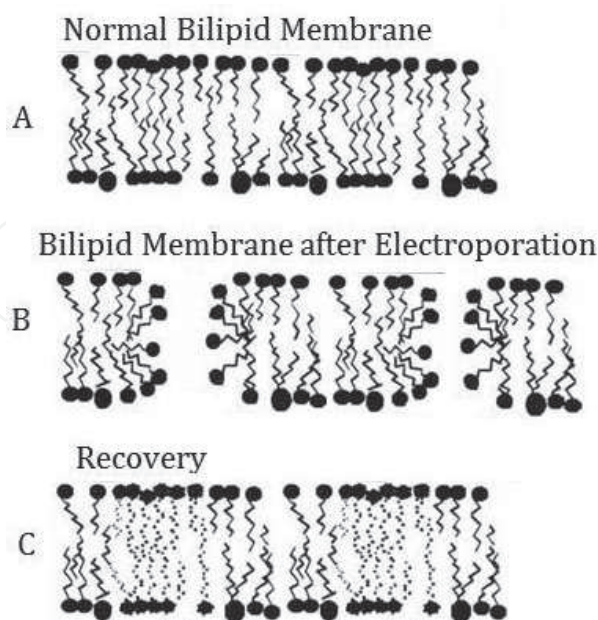 Normal Bilipid Membrane
A
Bilipid Membrane after Electroporation
B
Recovery
C